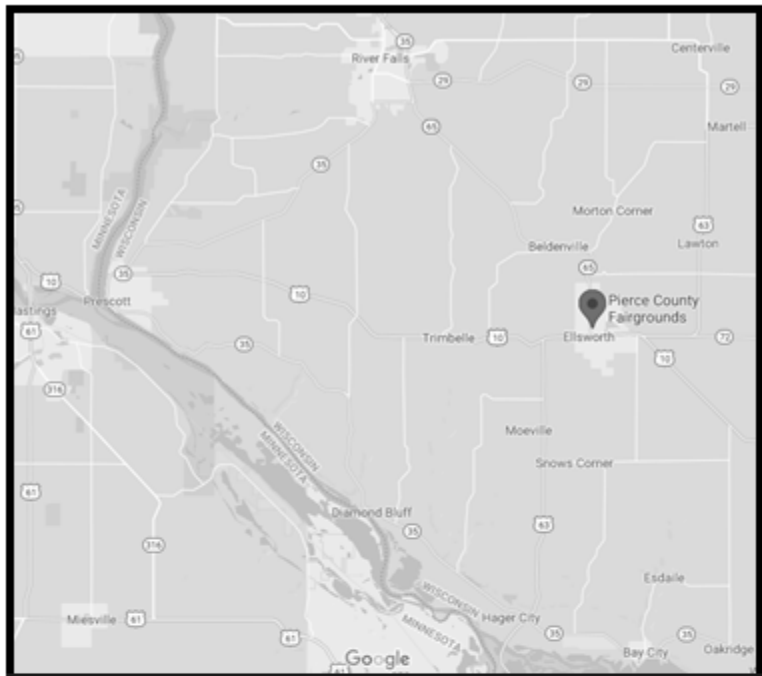 35
River Falls
Centerville
35
29
29
29
65
Martell
35
35
MINNESOTA
WISCONSIN
Morton Corner
63
Beldenville
Lawton
35
65
10
10
Prescott
Pierce County
Fairgrounds
61
35
Trimbelle
10
Ellsworth
72
10
316
Moeville
WISCONSIN
MINNESOTA
Snows Corner
61
Diamond Bluff
35
63
316
Esdaile
WISCONSIN
MINNESOTA
Miesville
61
Hager City
61
35
35
Bay City
Oakridge
Google
61